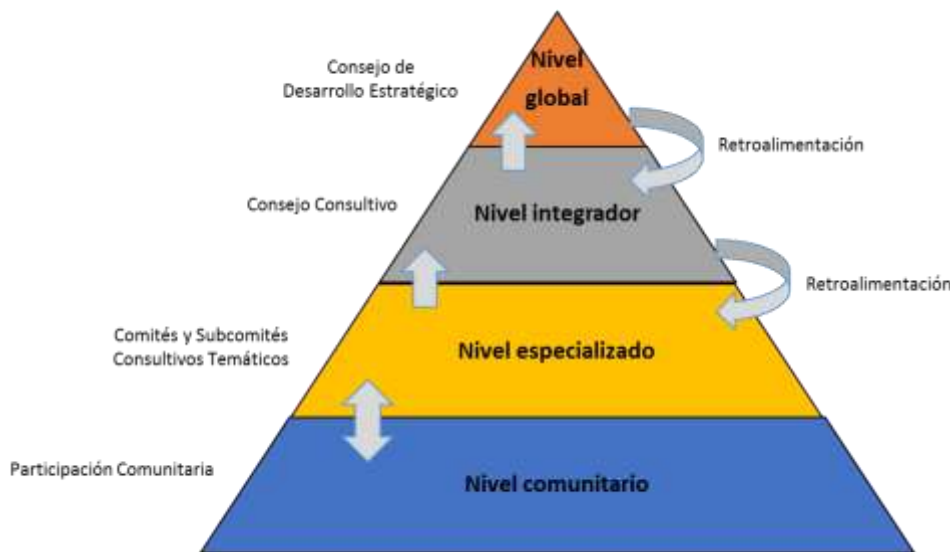 Nivel
global
Consejo de
Desarrollo Estratégico
Retroalimentación
Consejo Consultivo
Nivel integrador
Retroalimentación
Comités y Subcomités
Consultivos Temáticos
Nivel especializado
Participación Comunitaria
Nivel comunitario